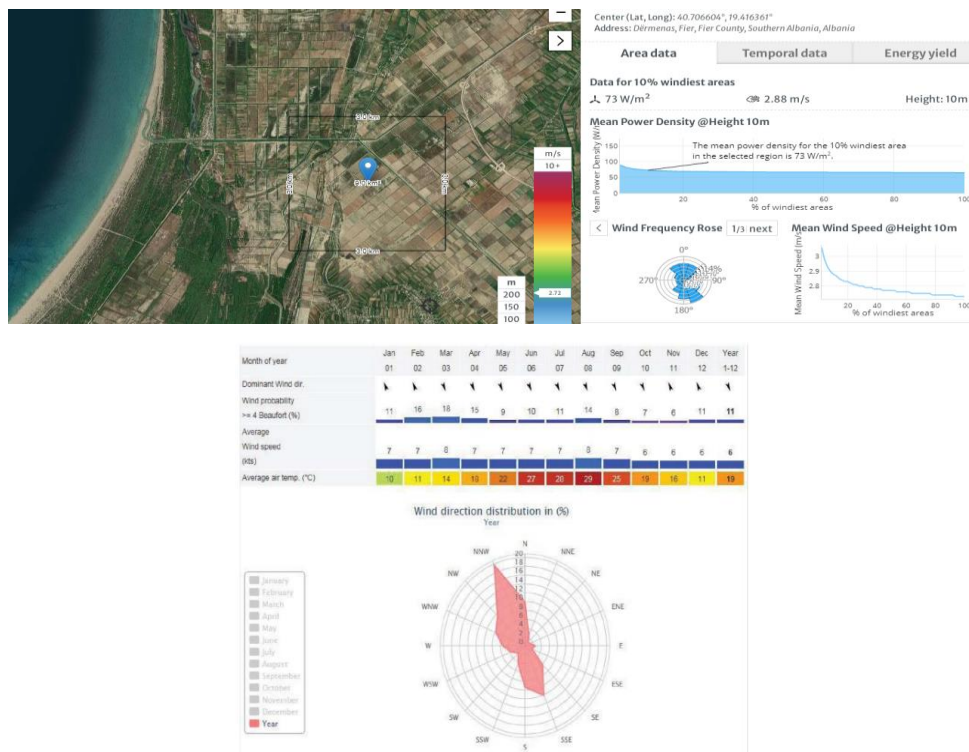 3.0 km
m/s
10+
2.72
m
200
150
100
Center (Lat, Long): 40.706604°, 19.416361°
Address: Dërmenas, Fier, Fier County, Southern Albania, Albania
Area data Temporal data Energy yield
Data for 10% windiest areas
73 W/m² 2.88 m/s Height: 10m
Mean Power Density @Height 10m
Mean Power Density (W/m
150
100
50
0
The mean power density for the 10% windiest area
in the selected region is 73 W/m².
20 40 60 80 100
% of windiest areas
< Wind Frequency Rose 1/3 next
0°
270° 90°
180°
Mean Wind Speed @Height 10m
Mean Wind Speed (m/s
3
2.9
2.8
20 40 60 80 100
% of windiest areas
Month of year Jan Feb Mar Apr May Jun Jul Aug Sep Oct Nov Dec Year
01 02 03 04 05 06 07 08 09 10 11 12 1-12
Dominant Wind dir.
Wind probability
>= 4 Beaufort (%) 11 16 18 15 9 10 11 14 8 7 6 11 11
Average
Wind speed 7 7 8 7 7 7 7 8 7 6 6 6 6
(kts)
Average air temp. (°C) 10 11 14 18 22 27 28 29 25 19 16 11 19
Wind direction distribution in (%)
Year
N
NNW NNE
NW NE
WNW ENE
W E
WSW ESE
SW SE
SSW SSE
S
20
18
16
14
12
10
8
6
4
2
0
January
February
March
April
May
June
July
August
September
October
November
December
Year